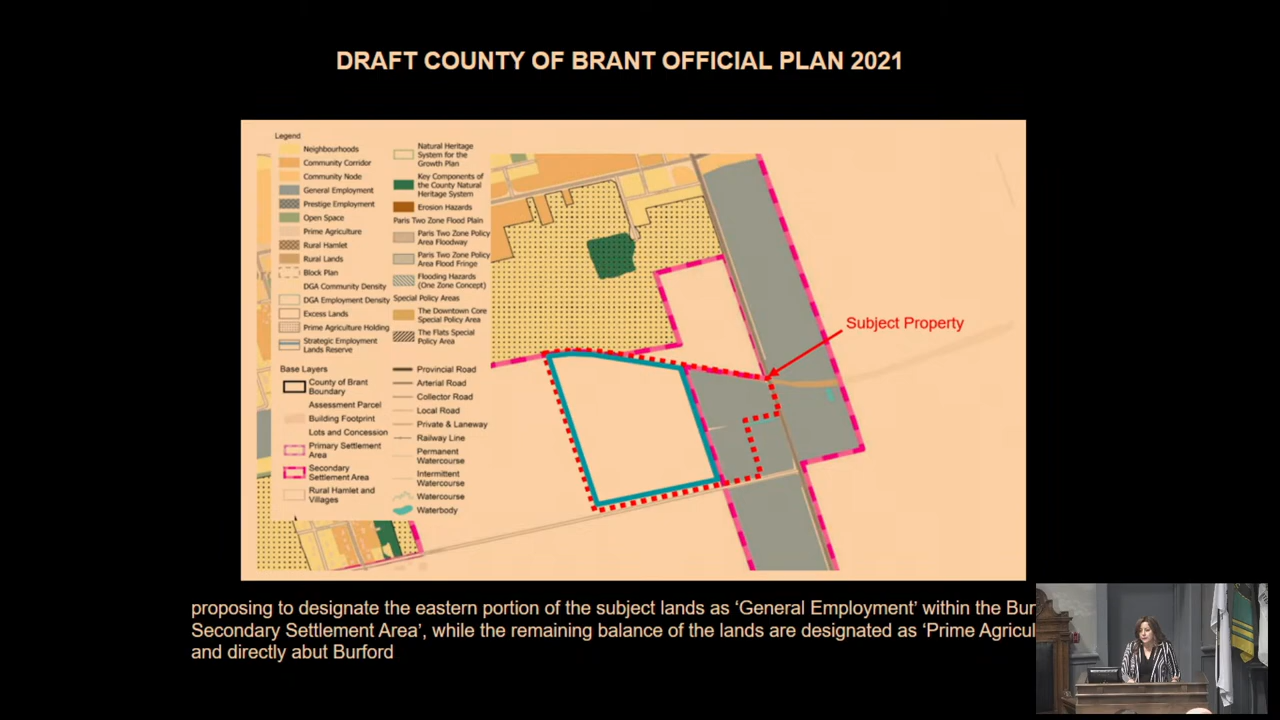 DRAFT COUNTY OF BRANT OFFICIAL PLAN 2021
Legend
Neighbourhoods
Community Corridor
Community Node
General Employment
Prestige Employment
Open Space
Prime Agriculture
Rural Hamlet
Rural Lands
Block Plan
DGA Community Density
DGA Employment Density
Excess Lands
Prime Agriculture Holding
Strategic Employment
Lands Reserve
Base Layers
County of Brant
Boundary
Assessment Parcel
Building Footprint
Lots and Concession
Primary Settlement
Area
Secondary
Settlement Area
Rural Hamlet and
Villages
Natural Heritage
System for the
Growth Plan
Key Components of
the County Natural
Heritage System
Erosion Hazards
Paris Two Zone Flood Plain
Paris Two Zone Policy
Area Floodway
Paris Two Zone Policy
Area Flood Fringe
Flooding Hazards
(One Zone Concept)
Special Policy Areas
The Downtown Core
Special Policy Area
The Flats Special
Policy Area
Provincial Road
Arterial Road
Collector Road
Local Road
Private & Laneway
Railway Line
Permanent
Watercourse
Intermittent
Watercourse
Watercourse
Waterbody
Subject Property
proposing to designate the eastern portion of the subject lands as ‘General Employment’ within the Bur
Secondary Settlement Area’, while the remaining balance of the lands are designated as ‘Prime Agricul
and directly abut Burford